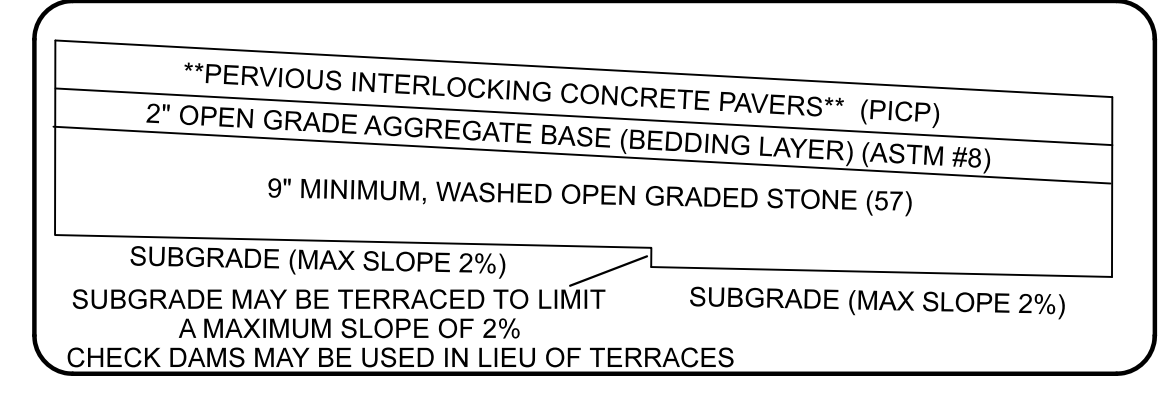 **PERVIOUS INTERLOCKING CONCRETE PAVERS** (PICP)
2" OPEN GRADE AGGREGATE BASE (BEDDING LAYER) (ASTM #8)
9" MINIMUM, WASHED OPEN GRADED STONE (57)
SUBGRADE (MAX SLOPE 2%)
SUBGRADE MAY BE TERRACED TO LIMIT
A MAXIMUM SLOPE OF 2%
CHECK DAMS MAY BE USED IN LIEU OF TERRACES
SUBGRADE (MAX SLOPE 2%)